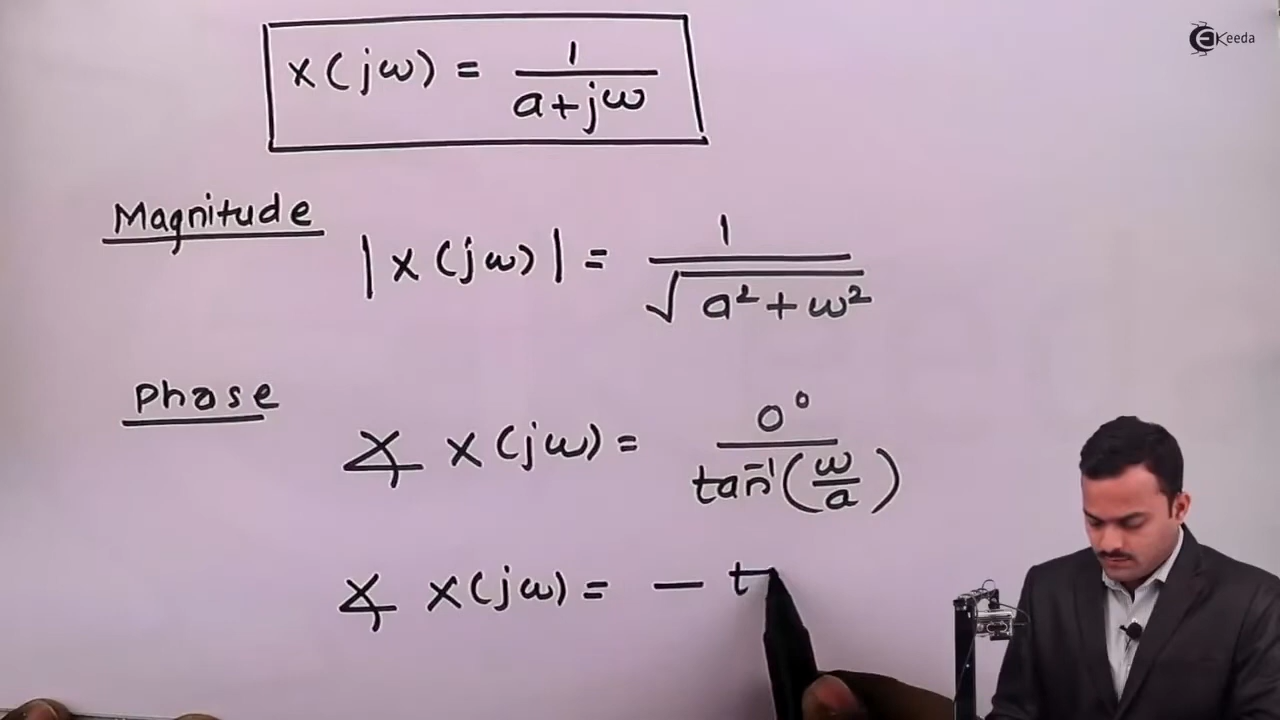 EKeeda
x(jω) = 1/(a+jω)
Magnitude
|x(jω)| = 1/√(a²+ω²)
Phase
∡ x(jω) = 0°/tan⁻¹(ω/a)
∡ x(jω) = − t